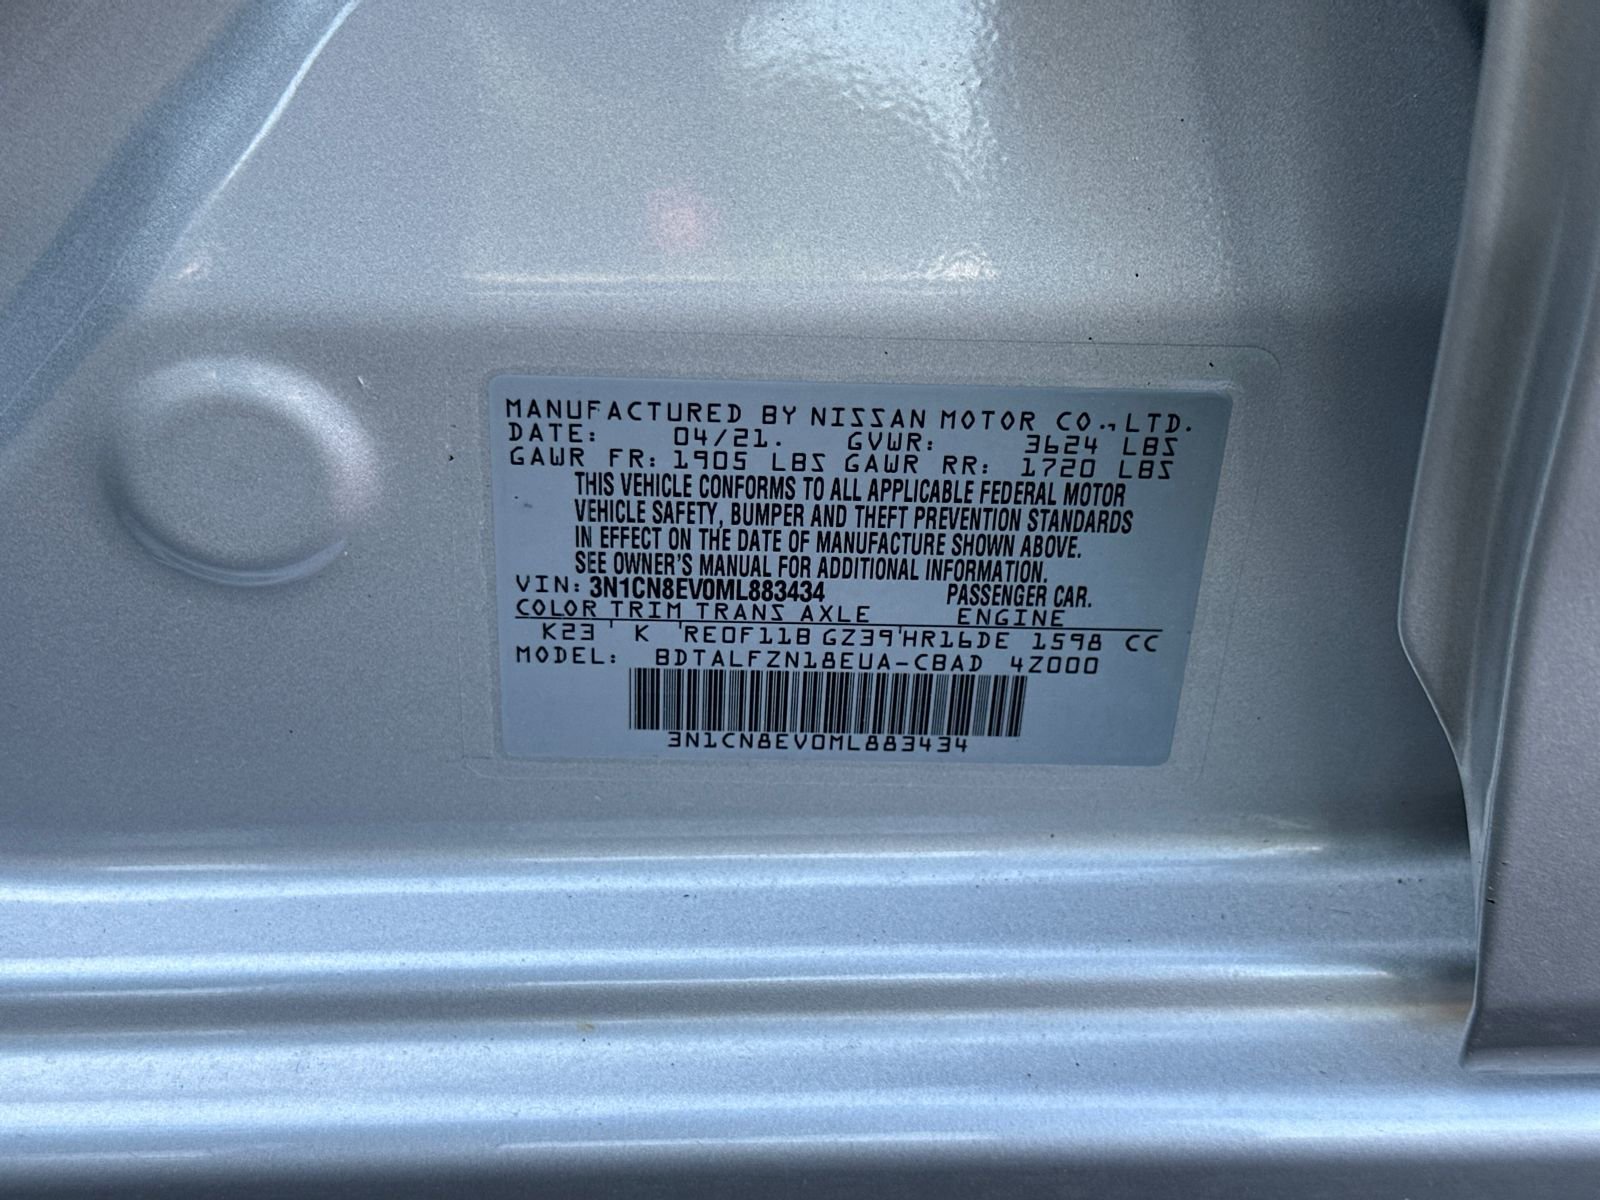 MANUFACTURED BY NISSAN MOTOR CO., LTD.
DATE: 04/21. GVWR: 3624 LBS
GAWR FR: 1905 LBS GAWR RR: 1720 LBS
THIS VEHICLE CONFORMS TO ALL APPLICABLE FEDERAL MOTOR
VEHICLE SAFETY, BUMPER AND THEFT PREVENTION STANDARDS
IN EFFECT ON THE DATE OF MANUFACTURE SHOWN ABOVE.
SEE OWNER'S MANUAL FOR ADDITIONAL INFORMATION.
VIN: 3N1CN8EV0ML883434 PASSENGER CAR.
COLOR TRIM TRANS AXLE ENGINE
K23 ' K 'RE0F11B GZ39'HR16DE 1598 CC
MODEL: BDTALFZN18EUA-CBAD 4Z000
3N1CN8EV0ML883434